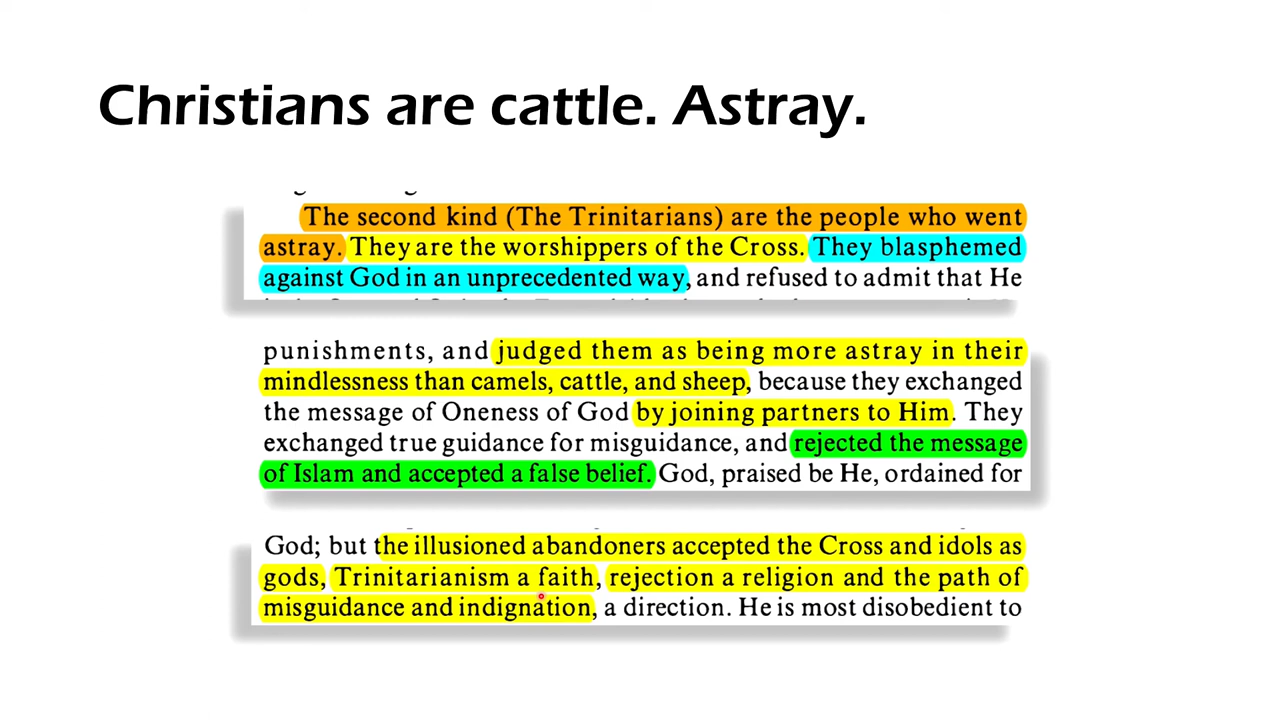 Christians are cattle. Astray.
The second kind (The Trinitarians) are the people who went
astray. They are the worshippers of the Cross. They blasphemed
against God in an unprecedented way, and refused to admit that He
punishments, and judged them as being more astray in their
mindlessness than camels, cattle, and sheep, because they exchanged
the message of Oneness of God by joining partners to Him. They
exchanged true guidance for misguidance, and rejected the message
of Islam and accepted a false belief. God, praised be He, ordained for
God; but the illusioned abandoners accepted the Cross and idols as
gods, Trinitarianism a faith, rejection a religion and the path of
misguidance and indignation, a direction. He is most disobedient to